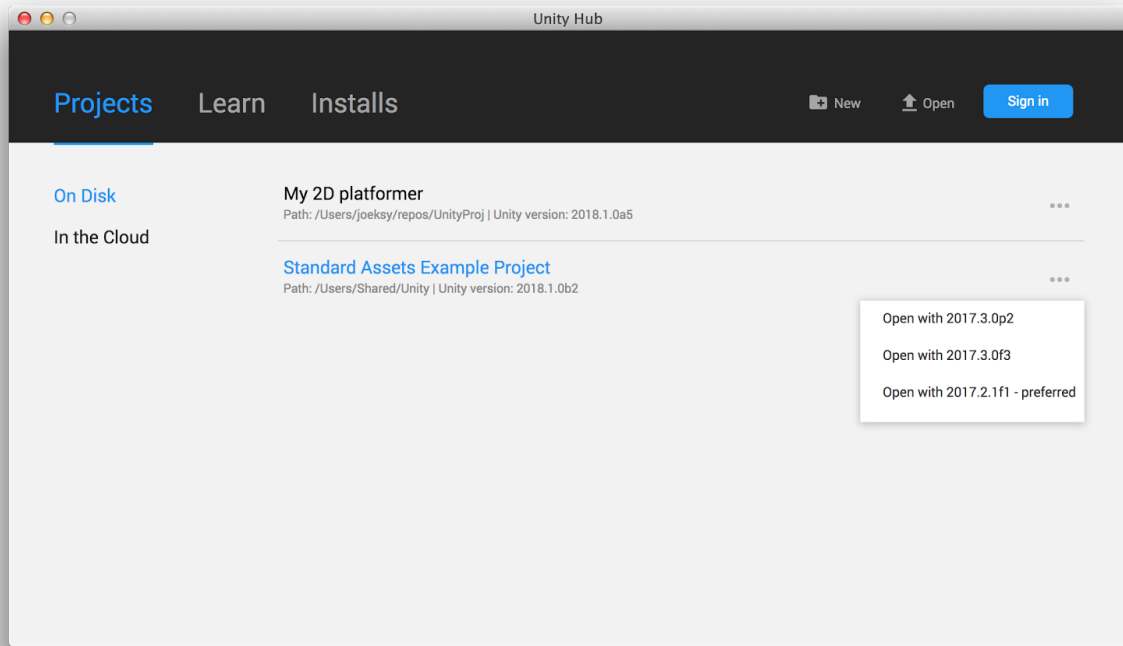 Unity Hub
Projects Learn Installs New Open Sign in
On Disk
In the Cloud
My 2D platformer
Path: /Users/joeksy/repos/UnityProj | Unity version: 2018.1.0a5
Standard Assets Example Project
Path: /Users/Shared/Unity | Unity version: 2018.1.0b2
Open with 2017.3.0p2
Open with 2017.3.0f3
Open with 2017.2.1f1 - preferred